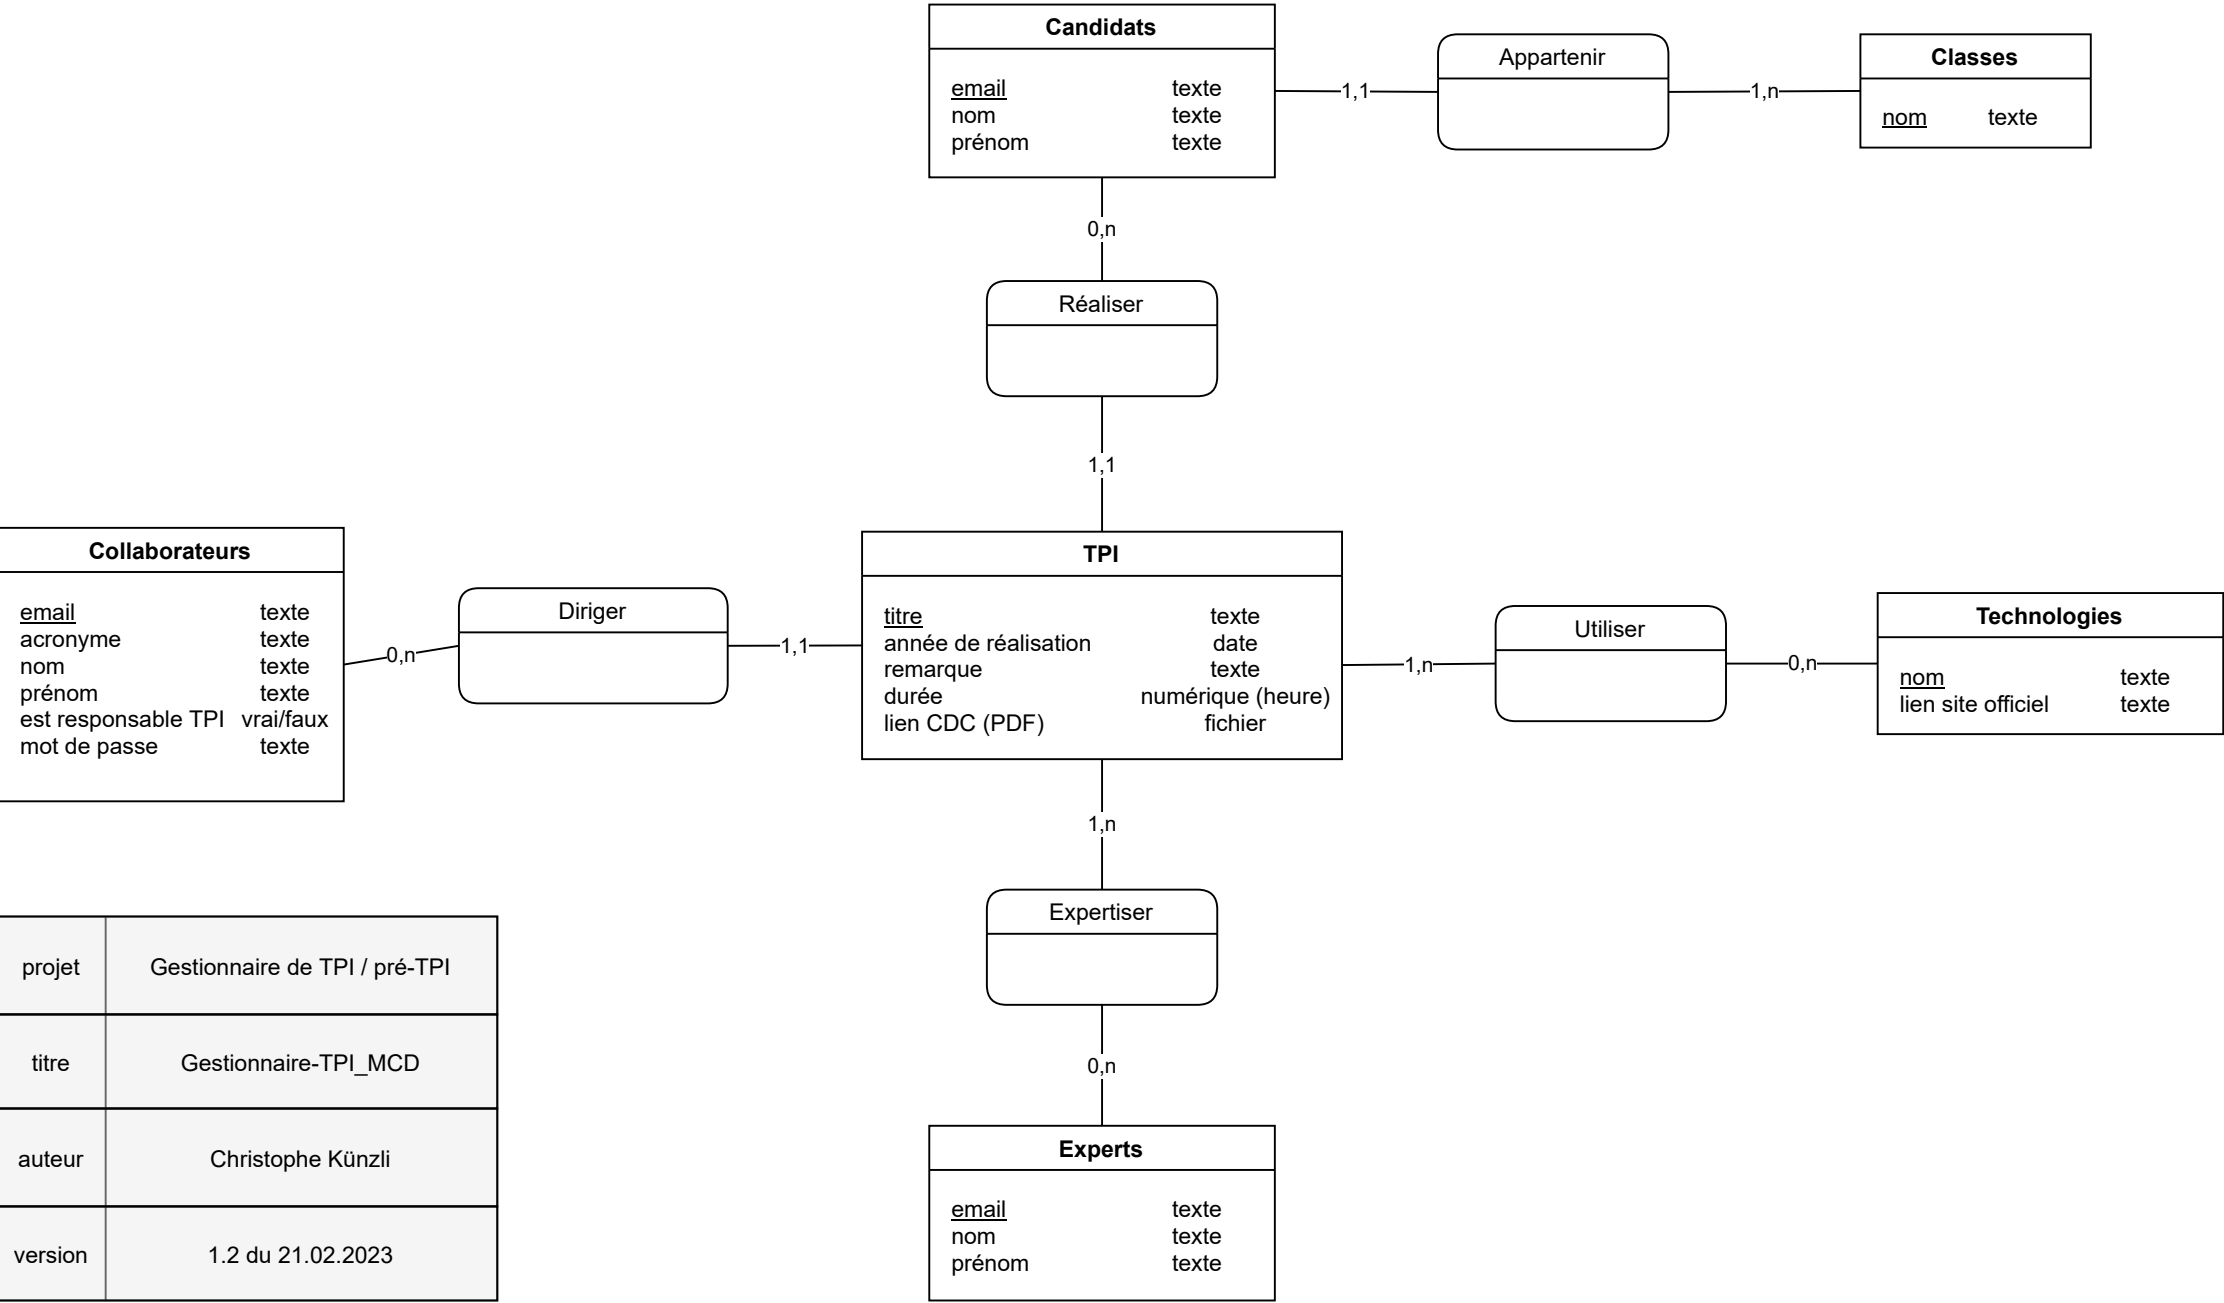 Candidats
email texte
nom texte
prénom texte
1,1
Appartenir
1,n
Classes
nom texte
0,n
Réaliser
1,1
Collaborateurs
email texte
acronyme texte
nom texte
prénom texte
est responsable TPI vrai/faux
mot de passe texte
0,n
Diriger
1,1
TPI
titre texte
année de réalisation date
remarque texte
durée numérique (heure)
lien CDC (PDF) fichier
1,n
Utiliser
0,n
Technologies
nom texte
lien site officiel texte
1,n
Expertiser
0,n
Experts
email texte
nom texte
prénom texte
projet Gestionnaire de TPI / pré-TPI
titre Gestionnaire-TPI_MCD
auteur Christophe Künzli
version 1.2 du 21.02.2023